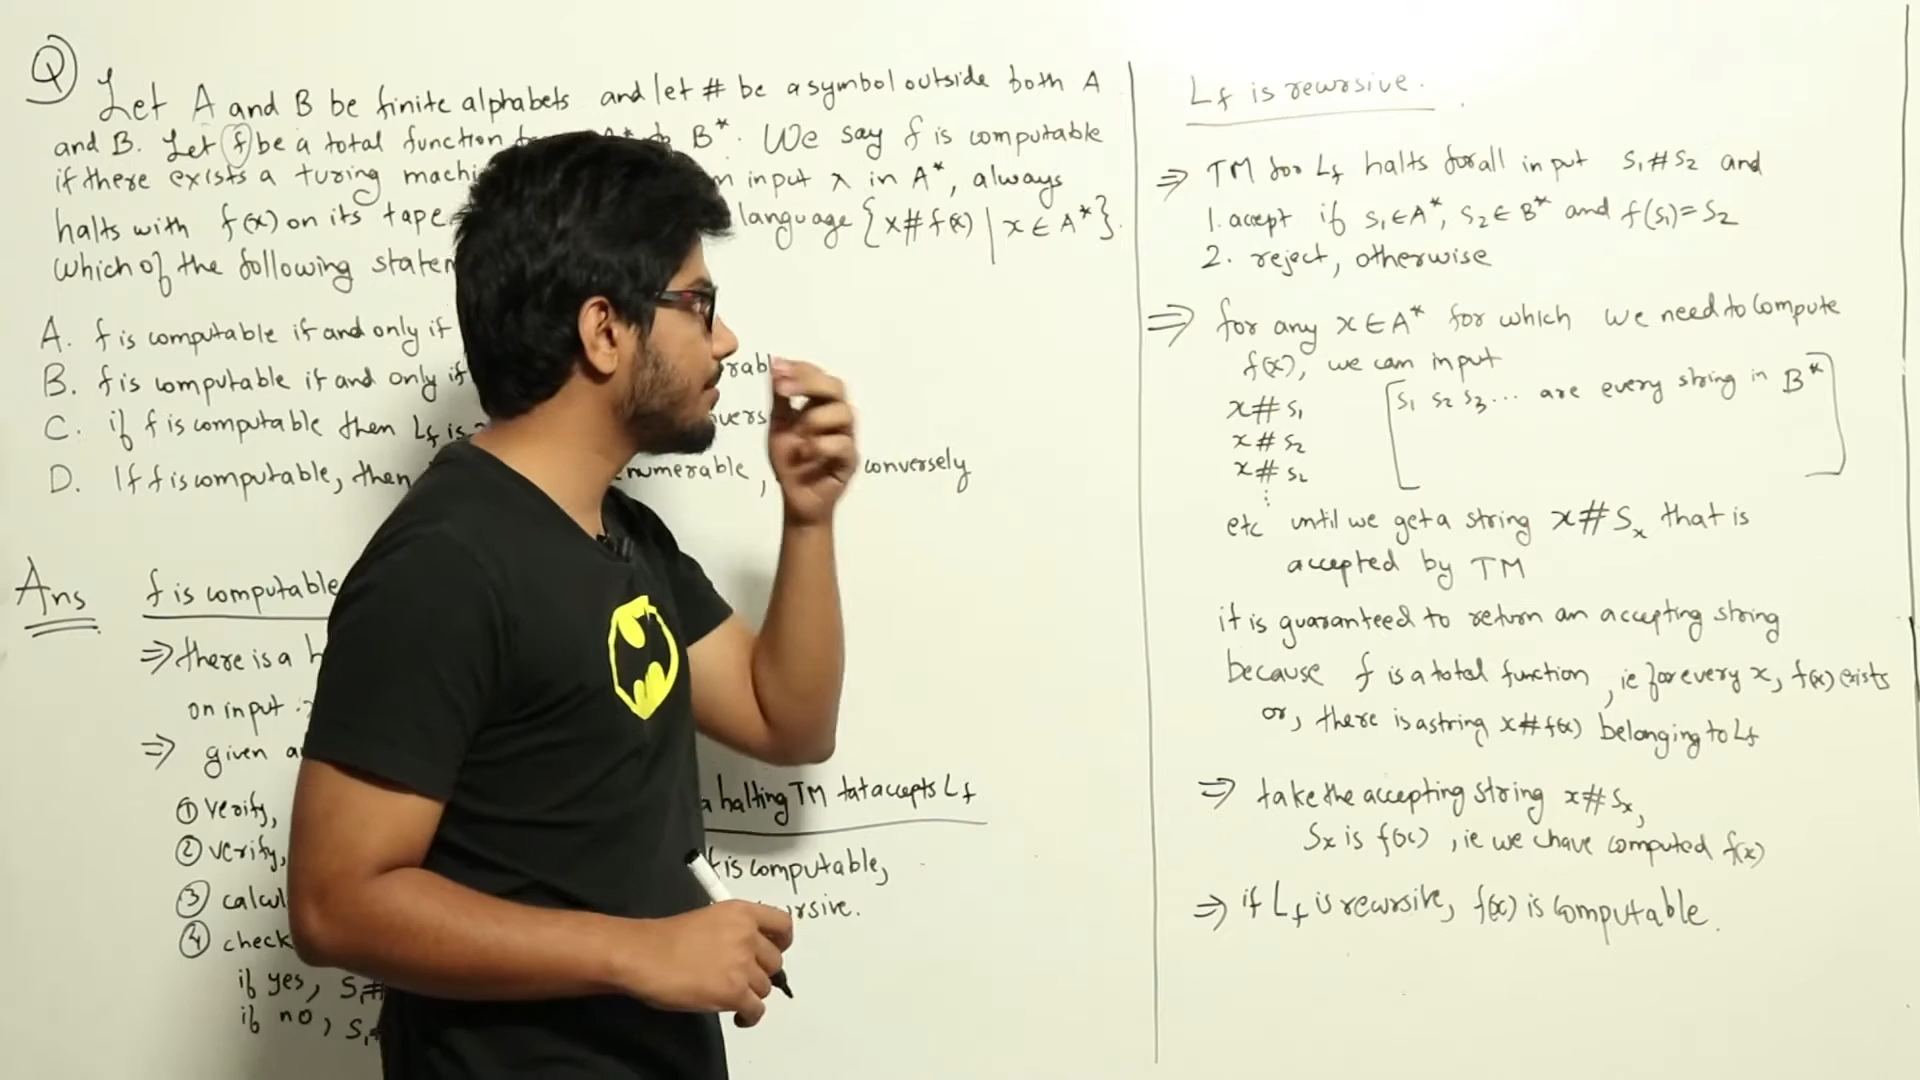 Q
Let A and B be finite alphabets and let # be a symbol outside both A
and B. Let f be a total function A* B*. We say f is computable
if there exists a turing input x in A*, always
halts with f(x) on its tape language {x#f(x) | x ∈ A*}.
which of the following
A. f is computable if and only if
B. f is computable if and only if
C. if f is computable then Lf is
D. If f is computable, then enumerable, conversely
Ans
f is computable
⇒ there is a
on input
⇒ given
① Verify,
② verify,
③
④ check
if yes, S1#
if no, S1
a halting TM tat accepts Lf
f is computable,
Lf is rewrsive.
⇒ TM for Lf halts for all input S1#S2 and
1. accept if S1∈A*, S2∈B* and f(S1)=S2
2. reject, otherwise
⇒ for any x∈A* for which we need to compute
f(x), we can input
x#S1
x#S2
x#S2
⋮
[S1 S2 S3... are every string in B*]
etc until we get a string x#Sx that is
accepted by TM
it is guaranteed to return an accepting string
because f is a total function, ie for every x, f(x) exists
or, there is a string x#f(x) belonging to Lf
⇒ take the accepting string x#Sx,
Sx is f(x), ie we chave computed f(x)
⇒ if Lf is rewrsive, f(x) is computable.